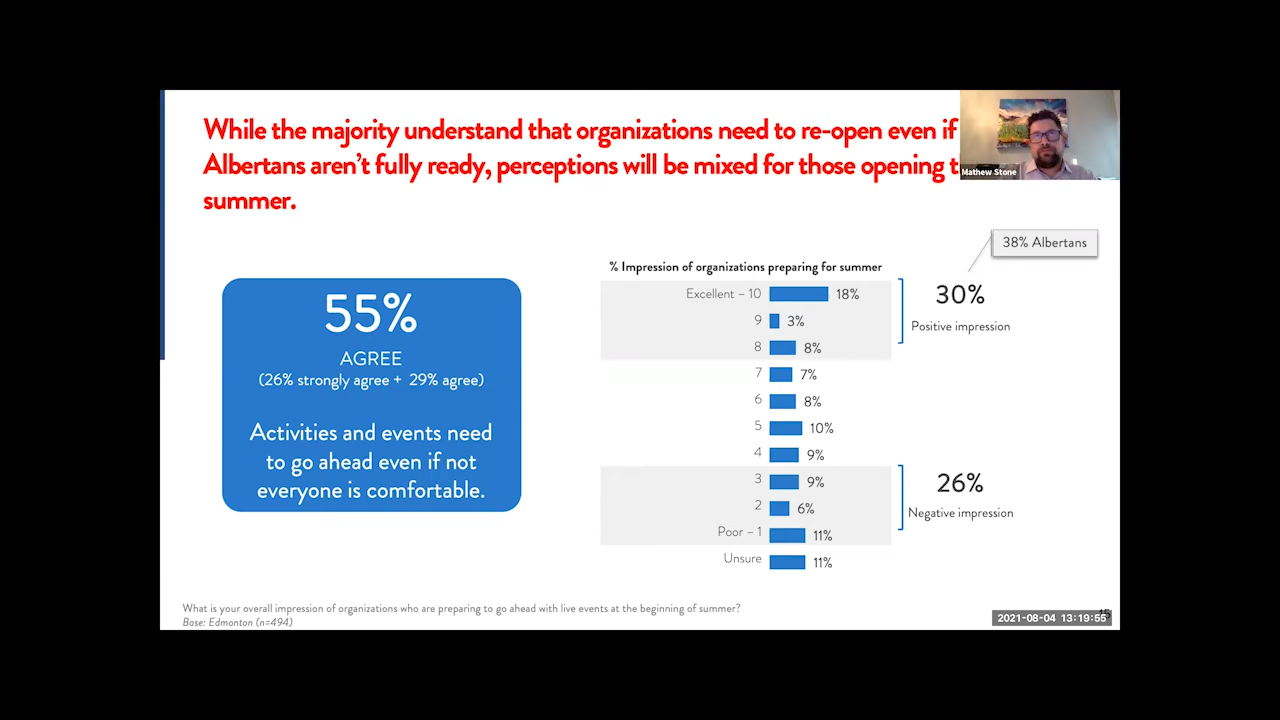 While the majority understand that organizations need to re-open even if
Albertans aren't fully ready, perceptions will be mixed for those opening
summer.
Mathew Stone
38% Albertans
55%
AGREE
(26% strongly agree + 29% agree)
Activities and events need
to go ahead even if not
everyone is comfortable.
% Impression of organizations preparing for summer
Excellent – 10 18%
9 3%
8 8%
7 7%
6 8%
5 10%
4 9%
3 9%
2 6%
Poor – 1 11%
Unsure 11%
30%
Positive impression
26%
Negative impression
What is your overall impression of organizations who are preparing to go ahead with live events at the beginning of summer?
Base: Edmonton (n=494)
2021-08-04 13:19:55